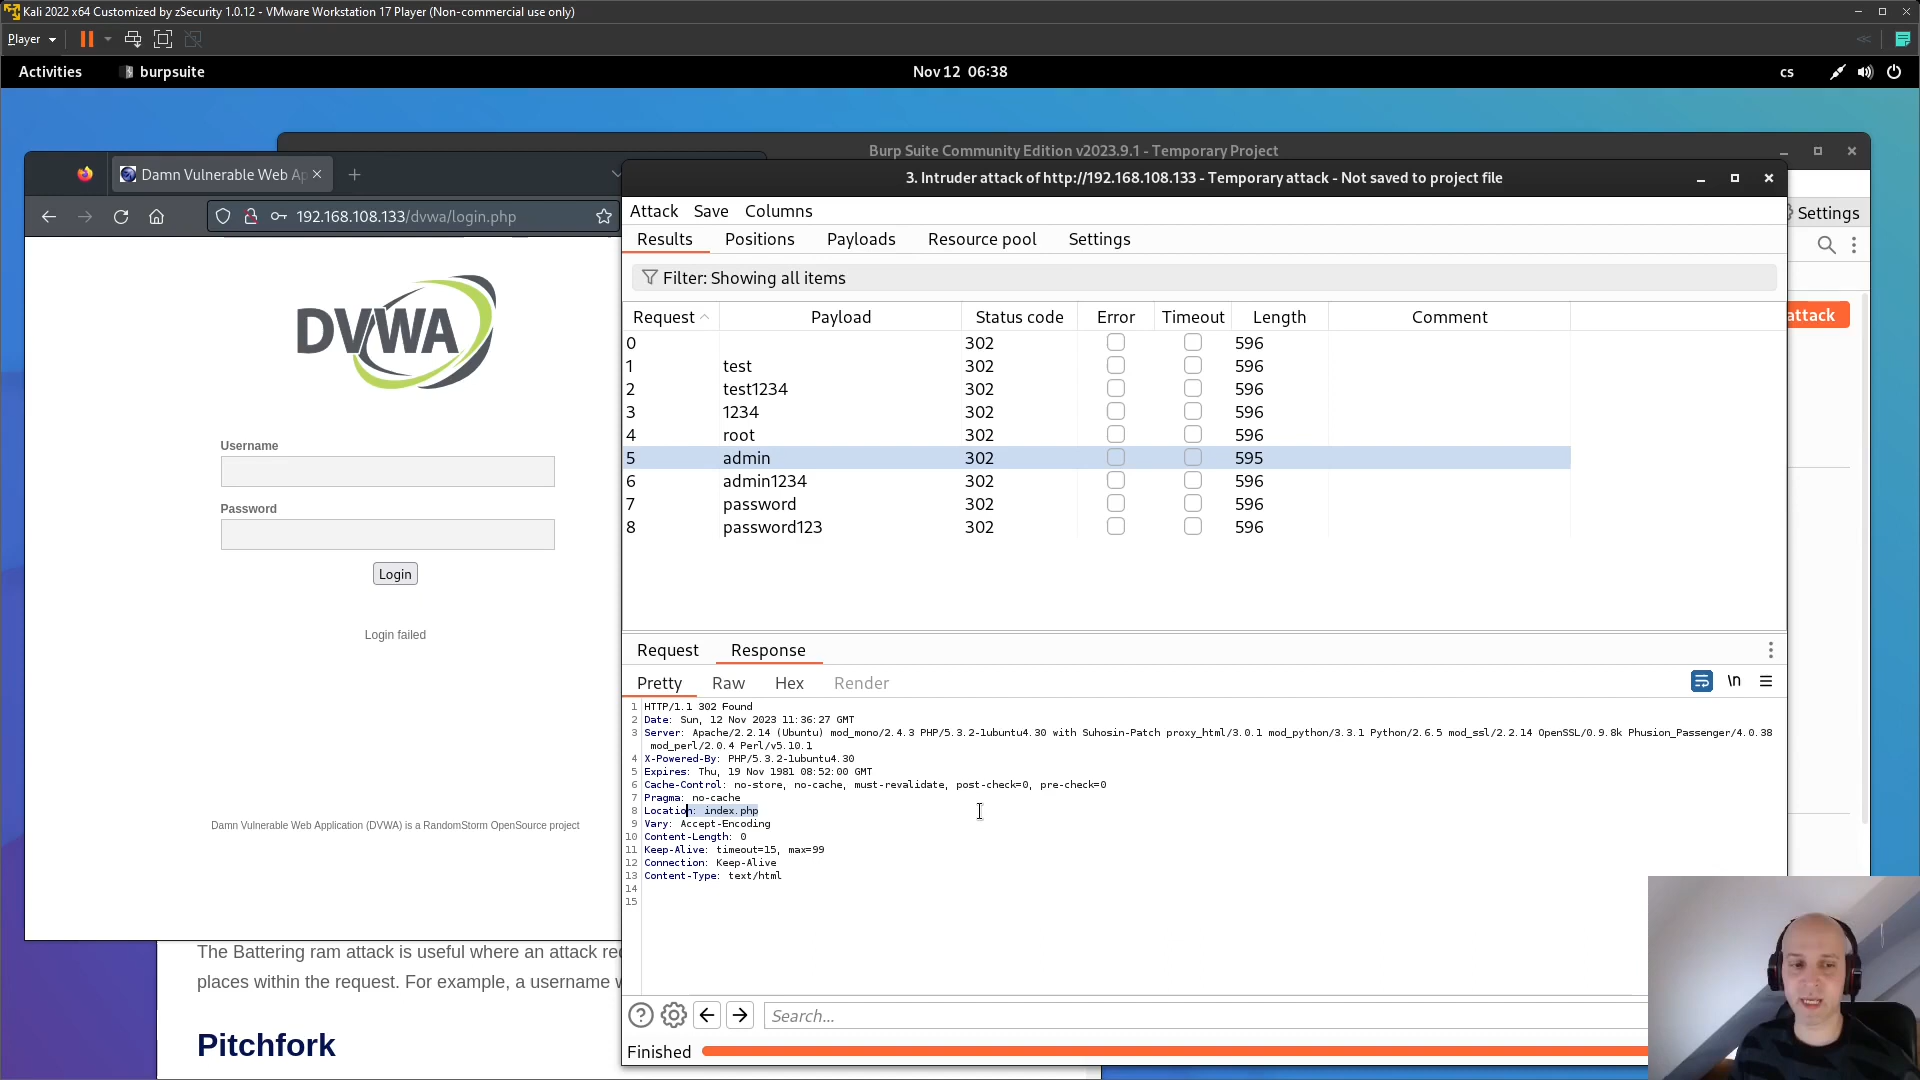 Kali 2022 x64 Customized by zSecurity 1.0.12 - VMware Workstation 17 Player (Non-commercial use only)
Player
Activities
burpsuite
Nov 12 06:38
cs
Burp Suite Community Edition v2023.9.1 - Temporary Project
Damn Vulnerable Web Ap
192.168.108.133/dvwa/login.php
DVWA
Username
Password
Login
Login failed
Damn Vulnerable Web Application (DVWA) is a RandomStorm OpenSource project
The Battering ram attack is useful where an attack re
places within the request. For example, a username w
Pitchfork
3. Intruder attack of http://192.168.108.133 - Temporary attack - Not saved to project file
Settings
attack
Attack Save Columns
Results Positions Payloads Resource pool Settings
Filter: Showing all items
Request Payload Status code Error Timeout Length Comment
0 302 596
1 test 302 596
2 test1234 302 596
3 1234 302 596
4 root 302 596
5 admin 302 595
6 admin1234 302 596
7 password 302 596
8 password123 302 596
Request Response
Pretty Raw Hex Render
\n
1 HTTP/1.1 302 Found
2 Date: Sun, 12 Nov 2023 11:36:27 GMT
3 Server: Apache/2.2.14 (Ubuntu) mod_mono/2.4.3 PHP/5.3.2-1ubuntu4.30 with Suhosin-Patch proxy_html/3.0.1 mod_python/3.3.1 Python/2.6.5 mod_ssl/2.2.14 OpenSSL/0.9.8k Phusion_Passenger/4.0.38
mod_perl/2.0.4 Perl/v5.10.1
4 X-Powered-By: PHP/5.3.2-1ubuntu4.30
5 Expires: Thu, 19 Nov 1981 08:52:00 GMT
6 Cache-Control: no-store, no-cache, must-revalidate, post-check=0, pre-check=0
7 Pragma: no-cache
8 Location: index.php
9 Vary: Accept-Encoding
10 Content-Length: 0
11 Keep-Alive: timeout=15, max=99
12 Connection: Keep-Alive
13 Content-Type: text/html
14
15
Search...
Finished